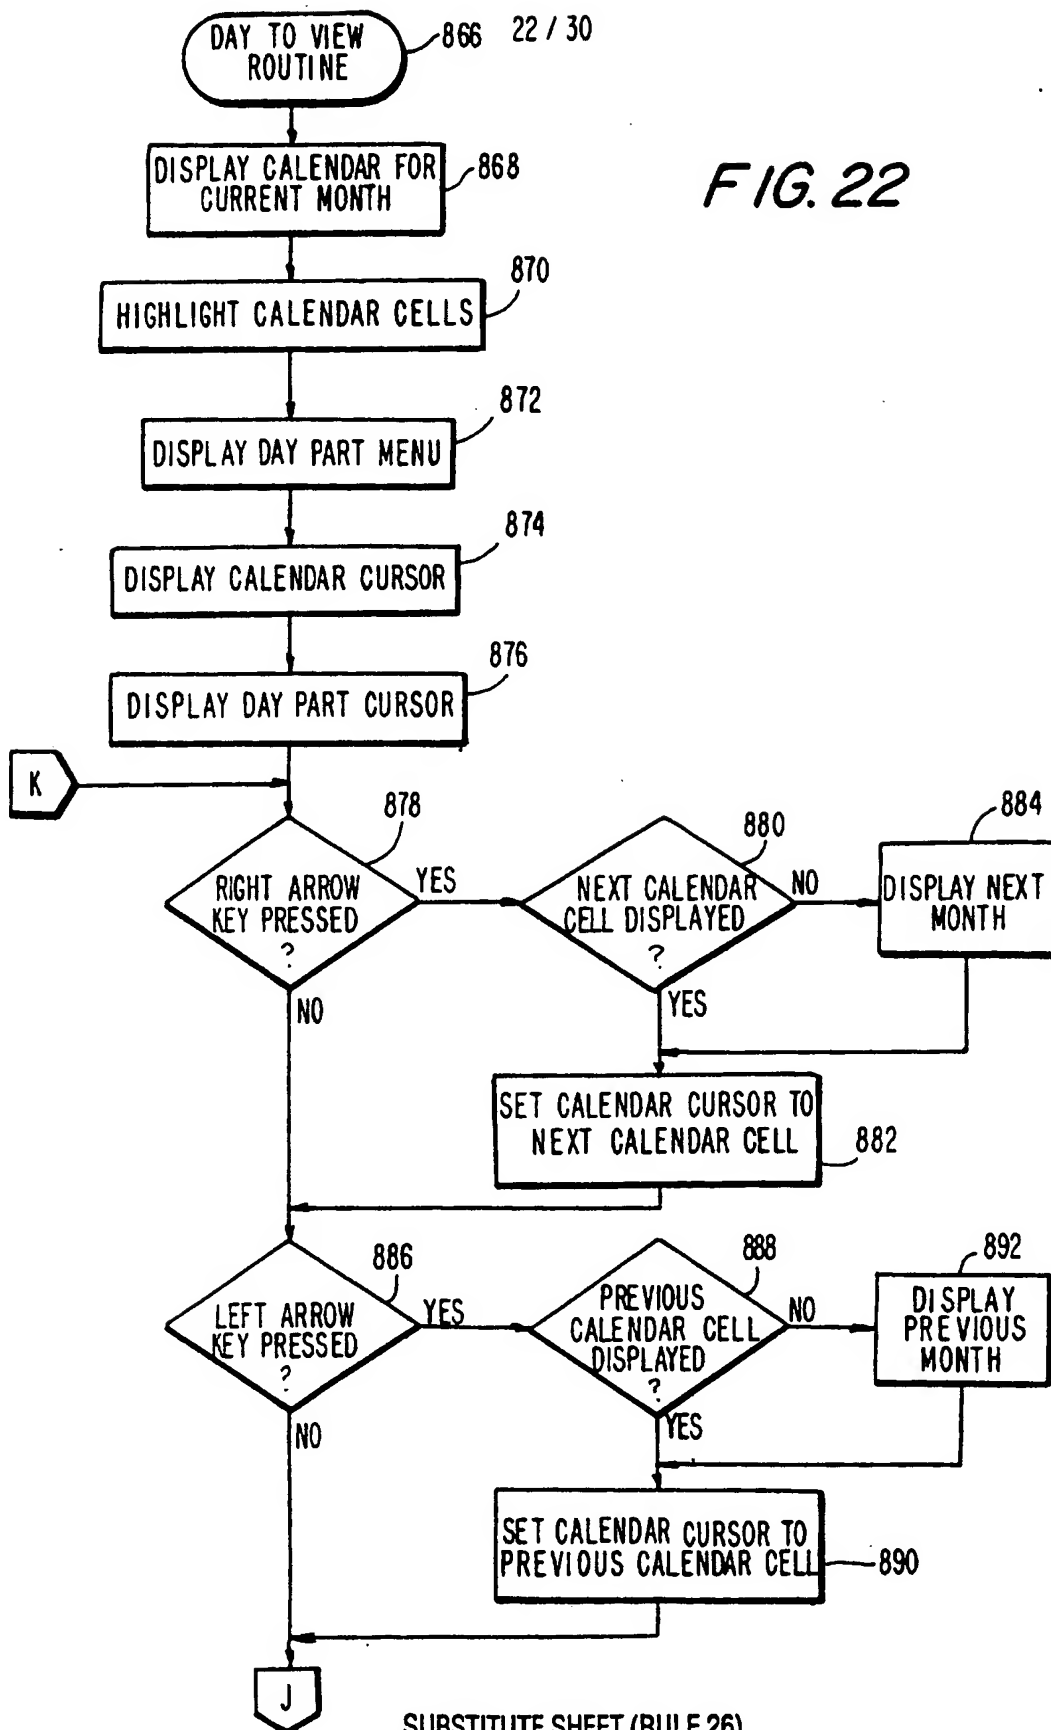 DAY TO VIEW
ROUTINE
866
22 / 30
DISPLAY CALENDAR FOR
CURRENT MONTH
868
FIG. 22
870
HIGHLIGHT CALENDAR CELLS
872
DISPLAY DAY PART MENU
874
DISPLAY CALENDAR CURSOR
876
DISPLAY DAY PART CURSOR
K
878
RIGHT ARROW
KEY PRESSED
?
YES
NO
880
NEXT CALENDAR
CELL DISPLAYED
?
NO
YES
884
DISPLAY NEXT
MONTH
SET CALENDAR CURSOR TO
NEXT CALENDAR CELL
882
886
LEFT ARROW
KEY PRESSED
?
YES
NO
888
PREVIOUS
CALENDAR CELL
DISPLAYED
?
NO
YES
892
DISPLAY
PREVIOUS
MONTH
SET CALENDAR CURSOR TO
PREVIOUS CALENDAR CELL
890
J
SUBSTITUTE SHEET (RULE 26)